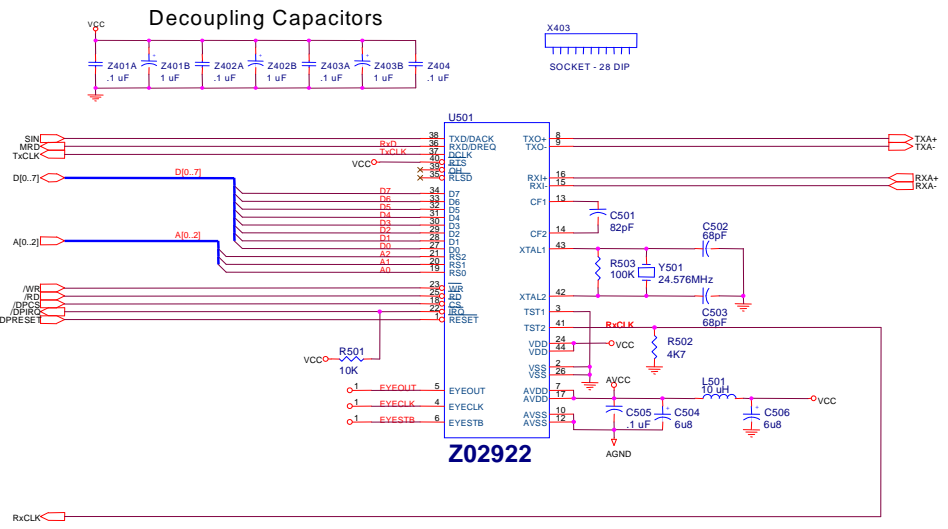 Decoupling Capacitors
VCC
Z401A
.1 uF
Z401B
1 uF
Z402A
.1 uF
Z402B
1 uF
Z403A
.1 uF
Z403B
1 uF
Z404
.1 uF
X403
SOCKET - 28 DIP
U501
SIN
MRD
TxCLK
D[0..7]
A[0..2]
/WR
/RD
/DPCS
/DPIRQ
DPRESET
RxCLK
RxD
TxCLK
VCC
D[0..7]
A[0..2]
D7
D6
D5
D4
D3
D2
D1
D0
A2
A1
A0
38 TXD/DACK
36 RXD/DREQ
37 DCLK
40 RTS
39 OH
35 RLSD
34 D7
33 D6
32 D5
31 D4
30 D3
29 D2
28 D1
27 D0
21 RS2
20 RS1
19 RS0
23 WR
25 RD
18 CS
22 IRQ
1 RESET
VCC
R501
10K
1 EYEOUT 5 EYEOUT
1 EYECLK 4 EYECLK
1 EYESTB 6 EYESTB
TXO+ 8
TXO- 9
RXI+ 16
RXI- 15
CF1 13
CF2 14
XTAL1 43
XTAL2 42
TST1 3
TST2 41
VDD 24
VDD 44
VSS 2
VSS 26
AVDD 7
AVDD 17
AVSS 10
AVSS 12
TXA+
TXA-
RXA+
RXA-
C501
82pF
C502
68pF
R503
100K
Y501
24.576MHz
C503
68pF
RxCLK
VCC
R502
4K7
AVCC
L501
10 uH
VCC
C505
.1 uF
C504
6u8
C506
6u8
AGND
Z02922